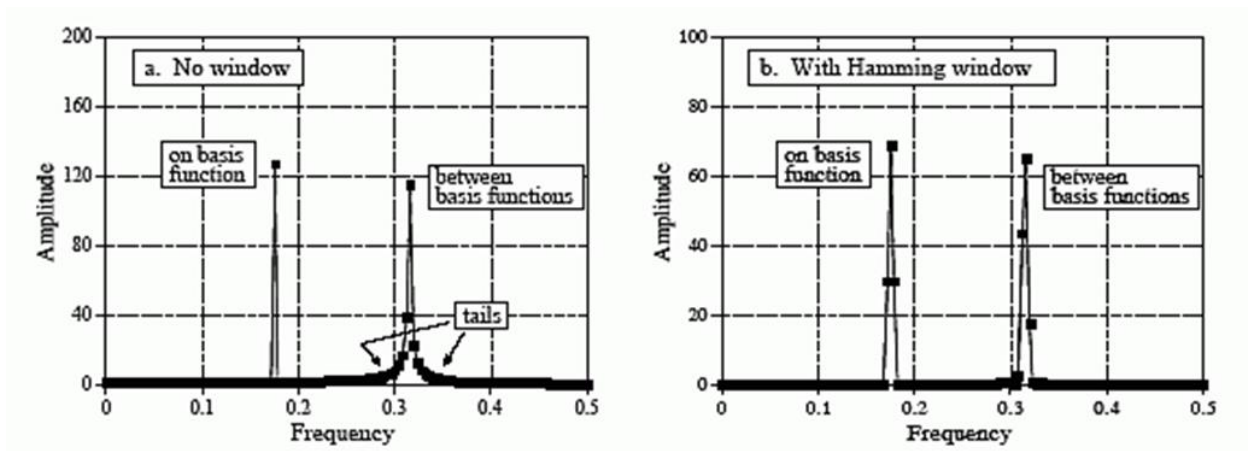 200
a. No window
160
on basis
function
120
between
basis functions
80
tails
40
0
0 0.1 0.2 0.3 0.4 0.5
Frequency
Amplitude
100
b. With Hamming window
80
on basis
function
60
between
basis functions
40
20
0
0 0.1 0.2 0.3 0.4 0.5
Frequency
Amplitude